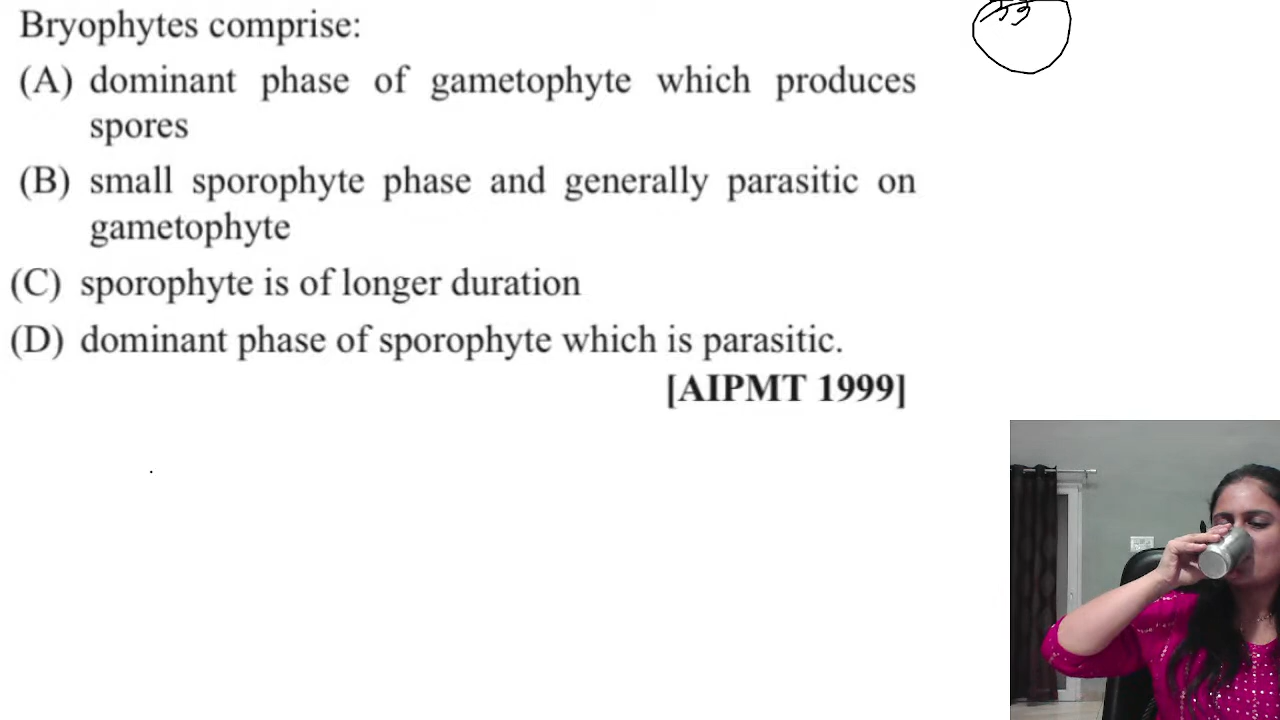 Bryophytes comprise:
(A) dominant phase of gametophyte which produces
spores
(B) small sporophyte phase and generally parasitic on
gametophyte
(C) sporophyte is of longer duration
(D) dominant phase of sporophyte which is parasitic.
[AIPMT 1999]